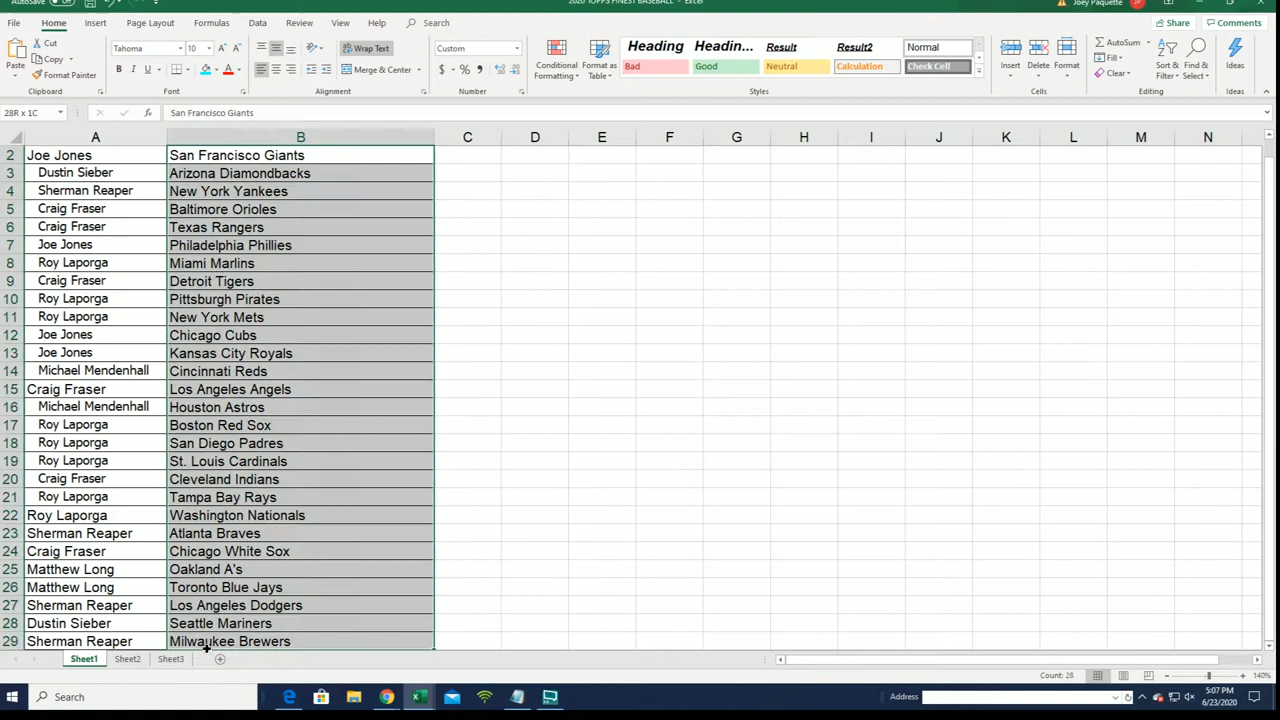 AutoSave
2020 TOPPS FINEST BASEBALL - Excel
Joey Paquette JP
File Home Insert Page Layout Formulas Data Review View Help Search Share Comments
Paste Cut Copy Format Painter Clipboard
Tahoma 10 B I U A Font
Wrap Text Merge & Center Alignment
Custom $ % , Number
Conditional Formatting Format as Table
Heading Headin... Result Result2 Normal
Bad Good Neutral Calculation Check Cell
Styles
Insert Delete Format Cells
AutoSum Fill Clear Sort & Filter Find & Select Editing
Ideas Ideas
28R x 1C fx San Francisco Giants
A B C D E F G H I J K L M N
2 Joe Jones San Francisco Giants
3 Dustin Sieber Arizona Diamondbacks
4 Sherman Reaper New York Yankees
5 Craig Fraser Baltimore Orioles
6 Craig Fraser Texas Rangers
7 Joe Jones Philadelphia Phillies
8 Roy Laporga Miami Marlins
9 Craig Fraser Detroit Tigers
10 Roy Laporga Pittsburgh Pirates
11 Roy Laporga New York Mets
12 Joe Jones Chicago Cubs
13 Joe Jones Kansas City Royals
14 Michael Mendenhall Cincinnati Reds
15 Craig Fraser Los Angeles Angels
16 Michael Mendenhall Houston Astros
17 Roy Laporga Boston Red Sox
18 Roy Laporga San Diego Padres
19 Roy Laporga St. Louis Cardinals
20 Craig Fraser Cleveland Indians
21 Roy Laporga Tampa Bay Rays
22 Roy Laporga Washington Nationals
23 Sherman Reaper Atlanta Braves
24 Craig Fraser Chicago White Sox
25 Matthew Long Oakland A's
26 Matthew Long Toronto Blue Jays
27 Sherman Reaper Los Angeles Dodgers
28 Dustin Sieber Seattle Mariners
29 Sherman Reaper Milwaukee Brewers
Sheet1 Sheet2 Sheet3
Count: 28 140%
Search Address 5:07 PM
6/23/2020